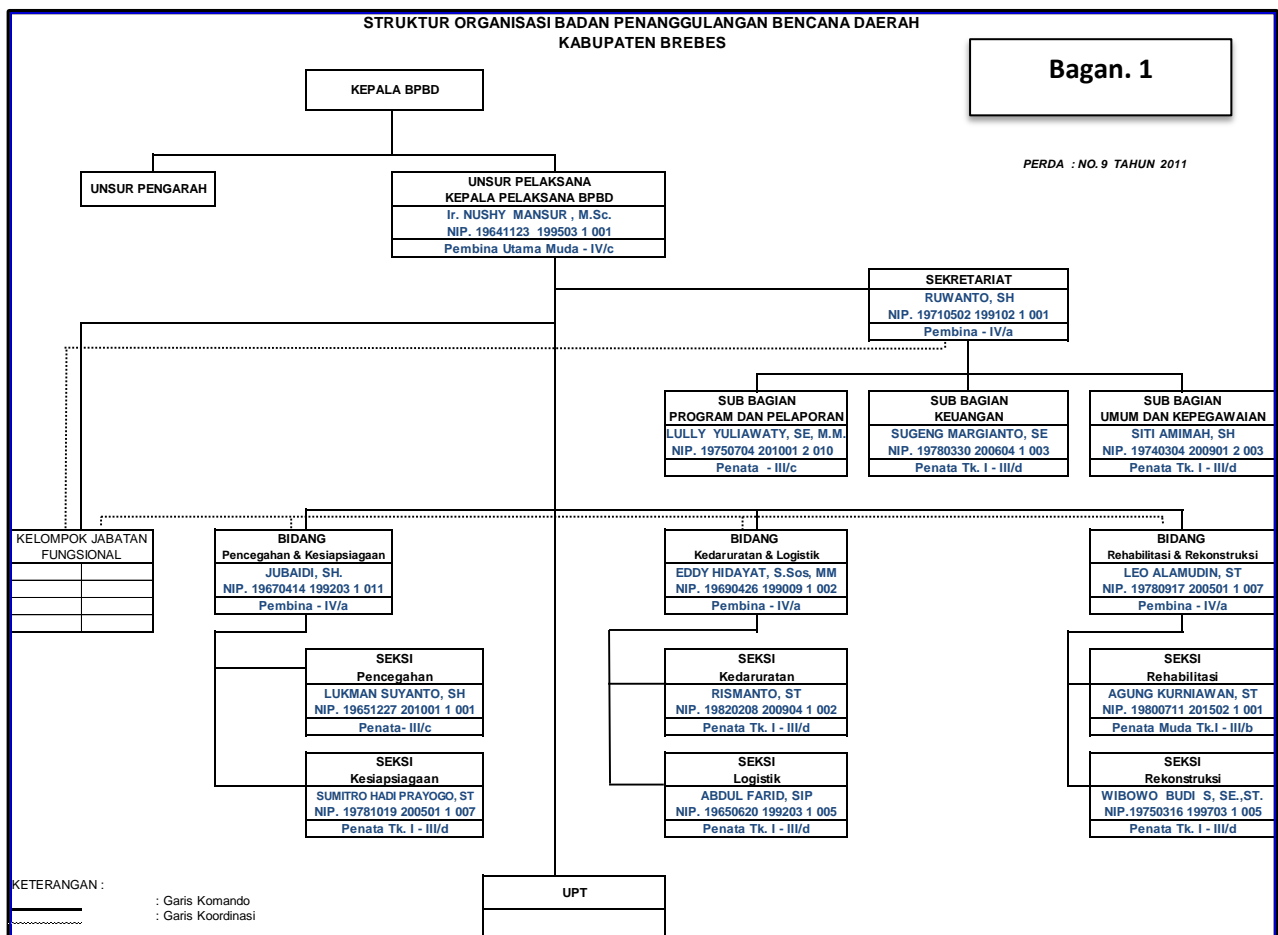 STRUKTUR ORGANISASI BADAN PENANGGULANGAN BENCANA DAERAH
KABUPATEN BREBES
Bagan. 1
KEPALA BPBD
PERDA : NO. 9 TAHUN 2011
UNSUR PENGARAH
UNSUR PELAKSANA
KEPALA PELAKSANA BPBD
Ir. NUSHY MANSUR , M.Sc.
NIP. 19641123 199503 1 001
Pembina Utama Muda - IV/c
SEKRETARIAT
RUWANTO, SH
NIP. 19710502 199102 1 001
Pembina - IV/a
SUB BAGIAN
PROGRAM DAN PELAPORAN
LULLY YULIAWATY, SE, M.M.
NIP. 19750704 201001 2 010
Penata - III/c
SUB BAGIAN
KEUANGAN
SUGENG MARGIANTO, SE
NIP. 19780330 200604 1 003
Penata Tk. I - III/d
SUB BAGIAN
UMUM DAN KEPEGAWAIAN
SITI AMIMAH, SH
NIP. 19740304 200901 2 003
Penata Tk. I - III/d
KELOMPOK JABATAN
FUNGSIONAL
BIDANG
Pencegahan & Kesiapsiagaan
JUBAIDI, SH.
NIP. 19670414 199203 1 011
Pembina - IV/a
BIDANG
Kedaruratan & Logistik
EDDY HIDAYAT, S.Sos, MM
NIP. 19690426 199009 1 002
Pembina - IV/a
BIDANG
Rehabilitasi & Rekonstruksi
LEO ALAMUDIN, ST
NIP. 19780917 200501 1 007
Pembina - IV/a
SEKSI
Pencegahan
LUKMAN SUYANTO, SH
NIP. 19651227 201001 1 001
Penata- III/c
SEKSI
Kedaruratan
RISMANTO, ST
NIP. 19820208 200904 1 002
Penata Tk. I - III/d
SEKSI
Rehabilitasi
AGUNG KURNIAWAN, ST
NIP. 19800711 201502 1 001
Penata Muda Tk.I - III/b
SEKSI
Kesiapsiagaan
SUMITRO HADI PRAYOGO, ST
NIP. 19781019 200501 1 007
Penata Tk. I - III/d
SEKSI
Logistik
ABDUL FARID, SIP
NIP. 19650620 199203 1 005
Penata Tk. I - III/d
SEKSI
Rekonstruksi
WIBOWO BUDI S, SE.,ST.
NIP.19750316 199703 1 005
Penata Tk. I - III/d
KETERANGAN :
: Garis Komando
: Garis Koordinasi
UPT